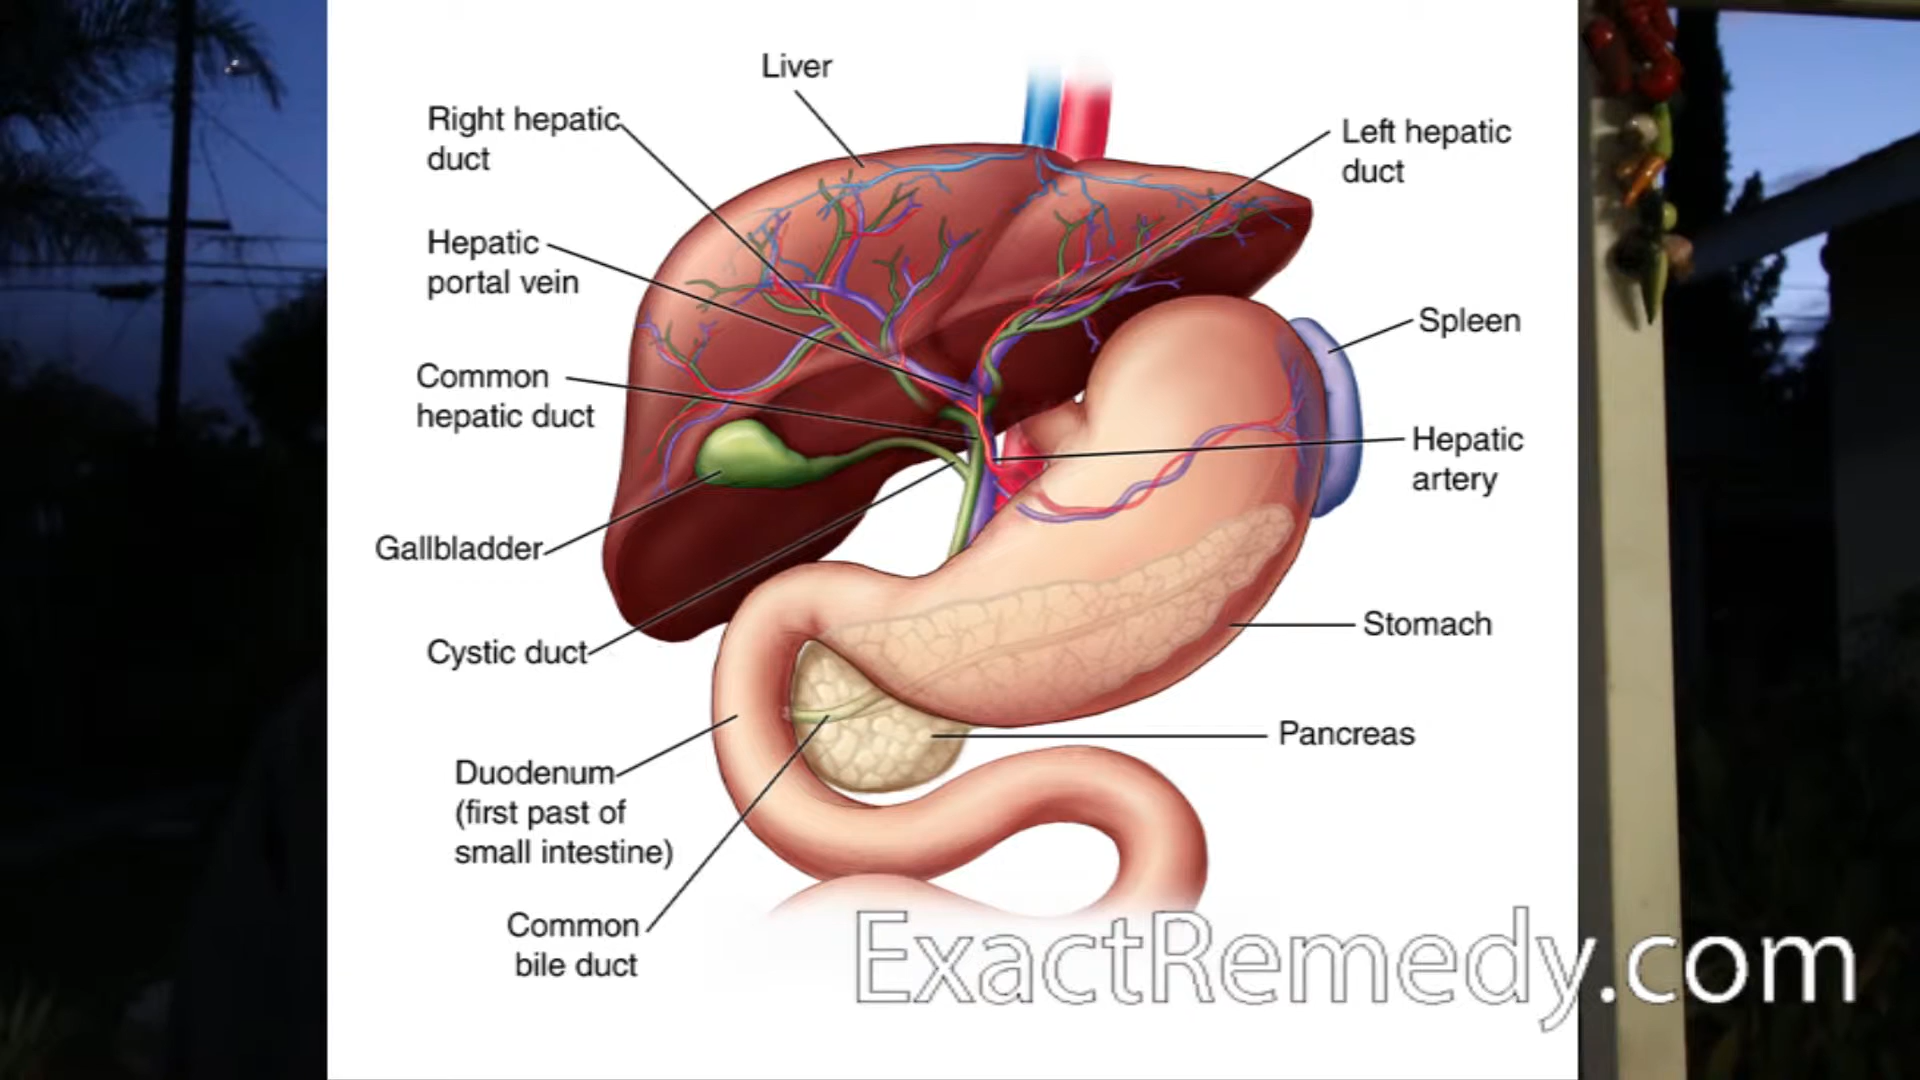 Liver
Right hepatic
duct
Left hepatic
duct
Hepatic
portal vein
Spleen
Common
hepatic duct
Hepatic
artery
Gallbladder
Cystic duct
Stomach
Pancreas
Duodenum
(first past of
small intestine)
Common
bile duct
ExactRemedy.com